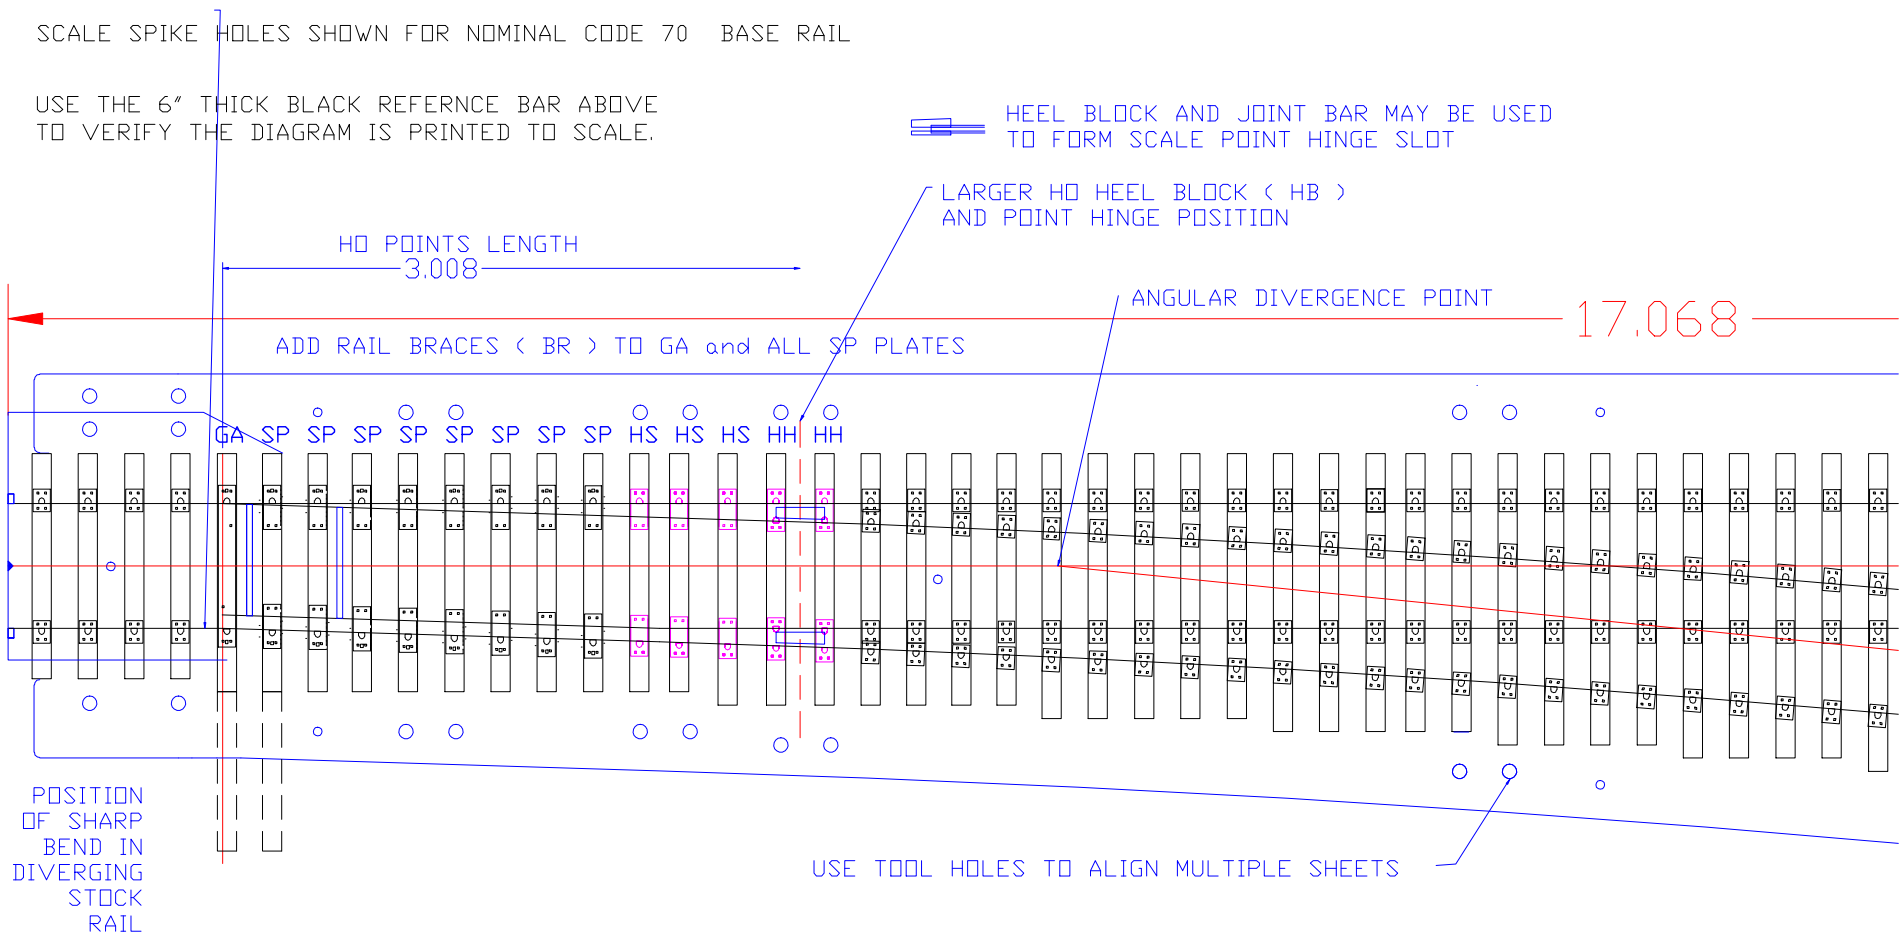 SCALE SPIKE HOLES SHOWN FOR NOMINAL CODE 70 BASE RAIL
USE THE 6" THICK BLACK REFERNCE BAR ABOVE
TO VERIFY THE DIAGRAM IS PRINTED TO SCALE.
HEEL BLOCK AND JOINT BAR MAY BE USED
TO FORM SCALE POINT HINGE SLOT
LARGER HO HEEL BLOCK ( HB )
AND POINT HINGE POSITION
HO POINTS LENGTH
3.008
ANGULAR DIVERGENCE POINT
17.068
ADD RAIL BRACES ( BR ) TO GA and ALL SP PLATES
GA SP SP SP SP SP SP SP SP HS HS HS HH HH
POSITION
OF SHARP
BEND IN
DIVERGING
STOCK
RAIL
USE TOOL HOLES TO ALIGN MULTIPLE SHEETS